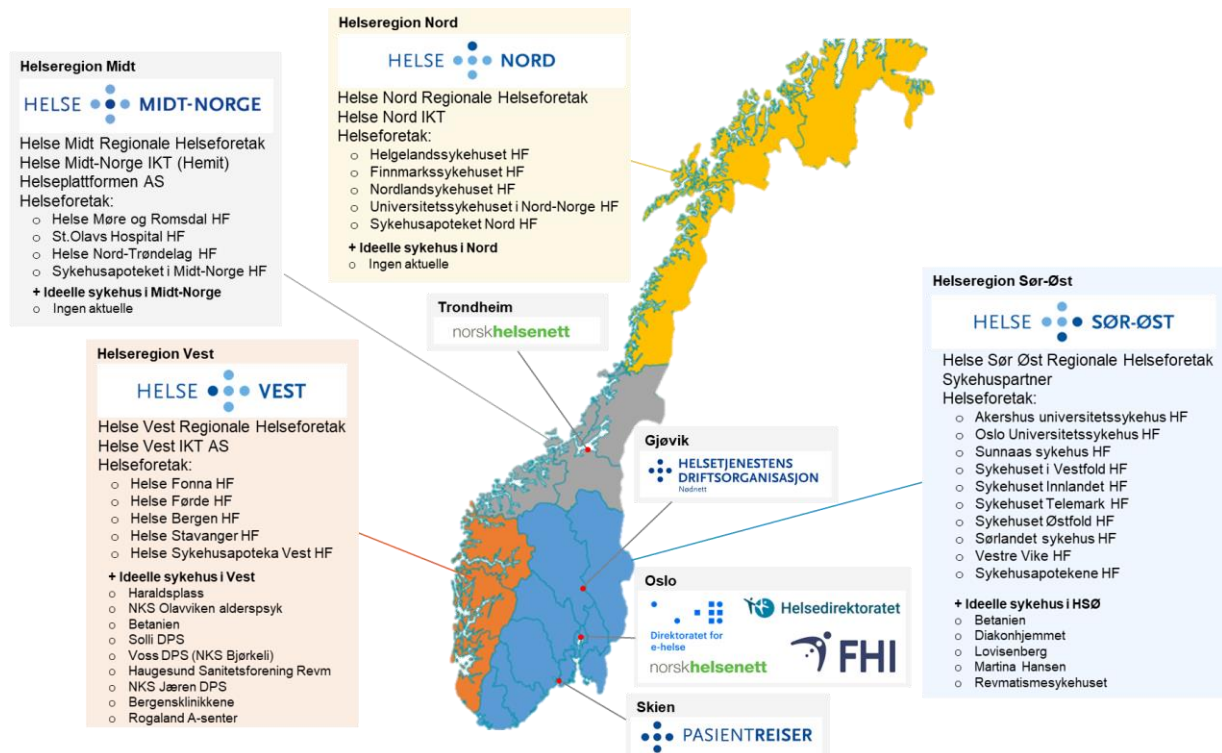 Helseregion Midt
HELSE MIDT-NORGE
Helse Midt Regionale Helseforetak
Helse Midt-Norge IKT (Hemit)
Helseplattformen AS
Helseforetak:
o Helse Møre og Romsdal HF
o St.Olavs Hospital HF
o Helse Nord-Trøndelag HF
o Sykehusapoteket i Midt-Norge HF
+ Ideelle sykehus i Midt-Norge
o Ingen aktuelle
Helseregion Nord
HELSE NORD
Helse Nord Regionale Helseforetak
Helse Nord IKT
Helseforetak:
o Helgelandssykehuset HF
o Finnmarkssykehuset HF
o Nordlandsykehuset HF
o Universitetssykehuset i Nord-Norge HF
o Sykehusapoteket Nord HF
+ Ideelle sykehus i Nord
o Ingen aktuelle
Trondheim
norskhelsenett
Helseregion Vest
HELSE VEST
Helse Vest Regionale Helseforetak
Helse Vest IKT AS
Helseforetak:
o Helse Fonna HF
o Helse Førde HF
o Helse Bergen HF
o Helse Stavanger HF
o Helse Sykehusapoteka Vest HF
+ Ideelle sykehus i Vest
o Haraldsplass
o NKS Olavviken alderspsyk
o Betanien
o Solli DPS
o Voss DPS (NKS Bjørkeli)
o Haugesund Sanitetsforening Revm
o NKS Jæren DPS
o Bergensklinikkene
o Rogaland A-senter
Gjøvik
HELSETJENESTENS
DRIFTSORGANISASJON
Nødnett
Oslo
Direktoratet for
e-helse
Helsedirektoratet
norskhelsenett
FHI
Skien
PASIENTREISER
Helseregion Sør-Øst
HELSE SØR-ØST
Helse Sør Øst Regionale Helseforetak
Sykehuspartner
Helseforetak:
o Akershus universitetssykehus HF
o Oslo Universitetssykehus HF
o Sunnaas sykehus HF
o Sykehuset i Vestfold HF
o Sykehuset Innlandet HF
o Sykehuset Telemark HF
o Sykehuset Østfold HF
o Sørlandet sykehus HF
o Vestre Vike HF
o Sykehusapotekene HF
+ Ideelle sykehus i HSØ
o Betanien
o Diakonhjemmet
o Lovisenberg
o Martina Hansen
o Revmatismesykehuset